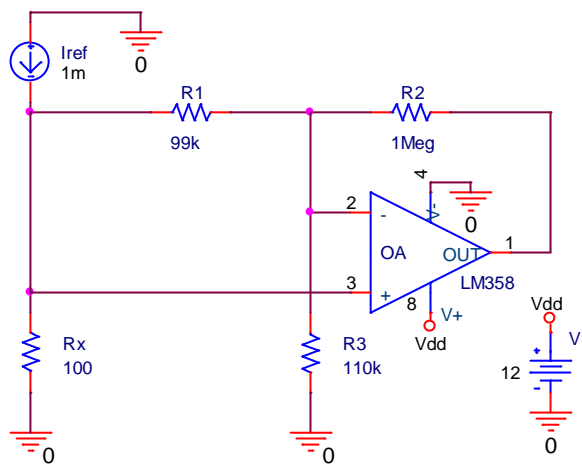 Iref
1m
0
R1
99k
R2
1Meg
4
V-
0
2
-
OUT
1
OA
3
+
LM358
8
V+
Vdd
Rx
100
R3
110k
Vdd
V
+
12
-
0
0
0